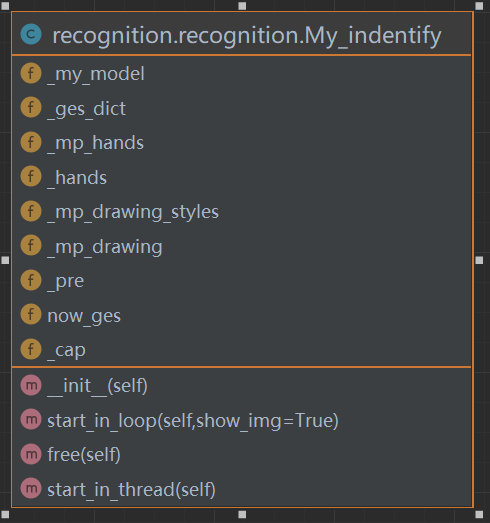 C recognition.recognition.My_indentify
f _my_model
f _ges_dict
f _mp_hands
f _hands
f _mp_drawing_styles
f _mp_drawing
f _pre
f now_ges
f _cap
m __init__(self)
m start_in_loop(self,show_img=True)
m free(self)
m start_in_thread(self)